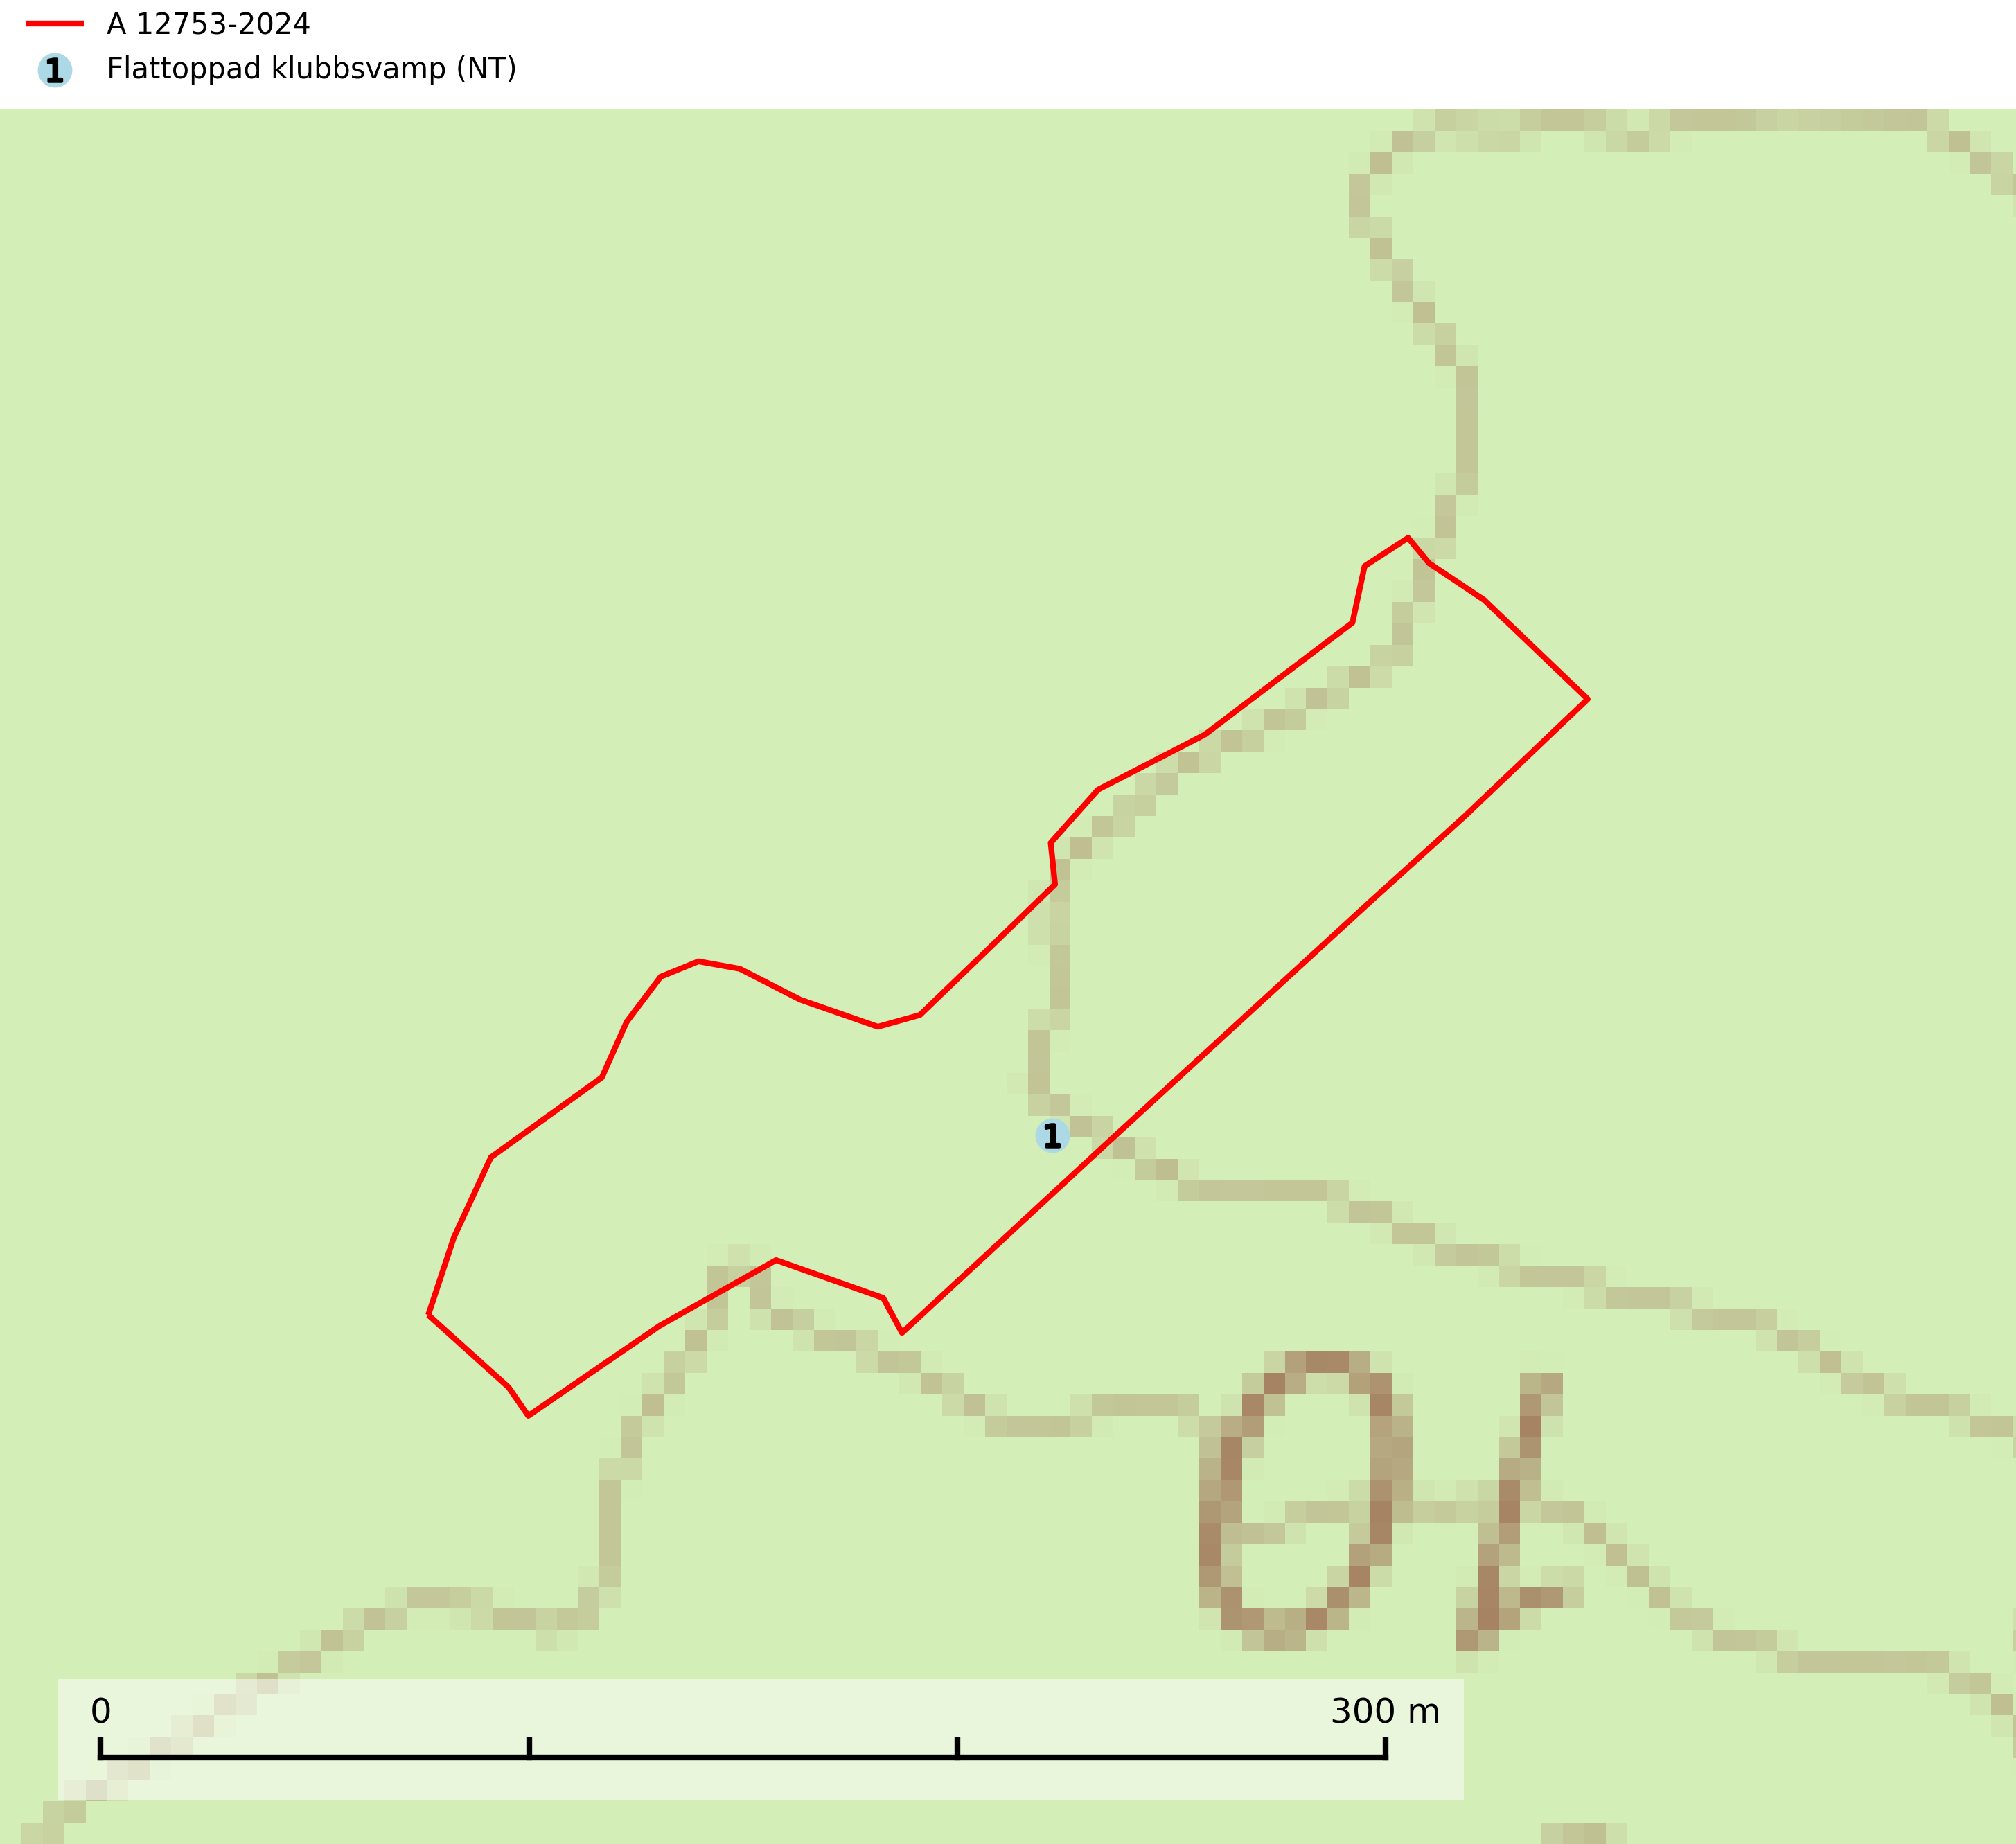 A 12753-2024
1 Flattoppad klubbsvamp (NT)
1
0 300 m